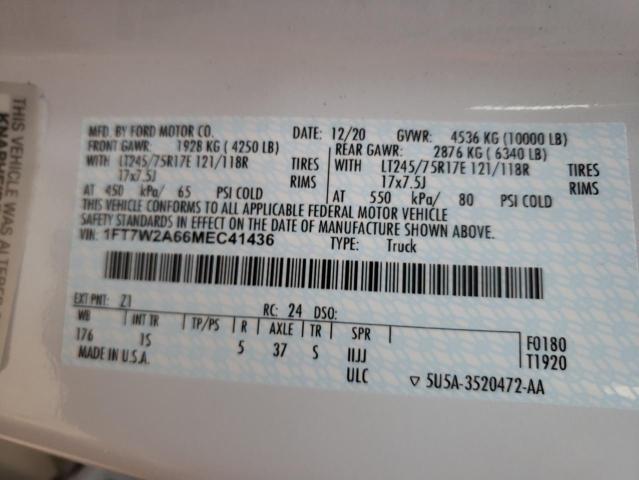 MFD. BY FORD MOTOR CO. DATE: 12/20 GVWR: 4536 KG (10000 LB)
FRONT GAWR: 1928 KG ( 4250 LB) REAR GAWR: 2876 KG ( 6340 LB)
WITH LT245/75R17E 121/118R TIRES WITH LT245/75R17E 121/118R TIRES
17x7.5J RIMS 17x7.5J RIMS
AT 450 kPa/ 65 PSI COLD AT 550 kPa/ 80 PSI COLD
THIS VEHICLE CONFORMS TO ALL APPLICABLE FEDERAL MOTOR VEHICLE
SAFETY STANDARDS IN EFFECT ON THE DATE OF MANUFACTURE SHOWN ABOVE.
VIN: 1FT7W2A66MEC41436 TYPE: Truck
EXT PNT: Z1 RC: 24 DSO:
WB INT TR TP/PS R AXLE TR SPR F0180
176 1S 5 37 S IIJJ T1920
MADE IN U.S.A. ULC ▽ 5U5A-3520472-AA
THIS VEHICLE WAS ALTERED